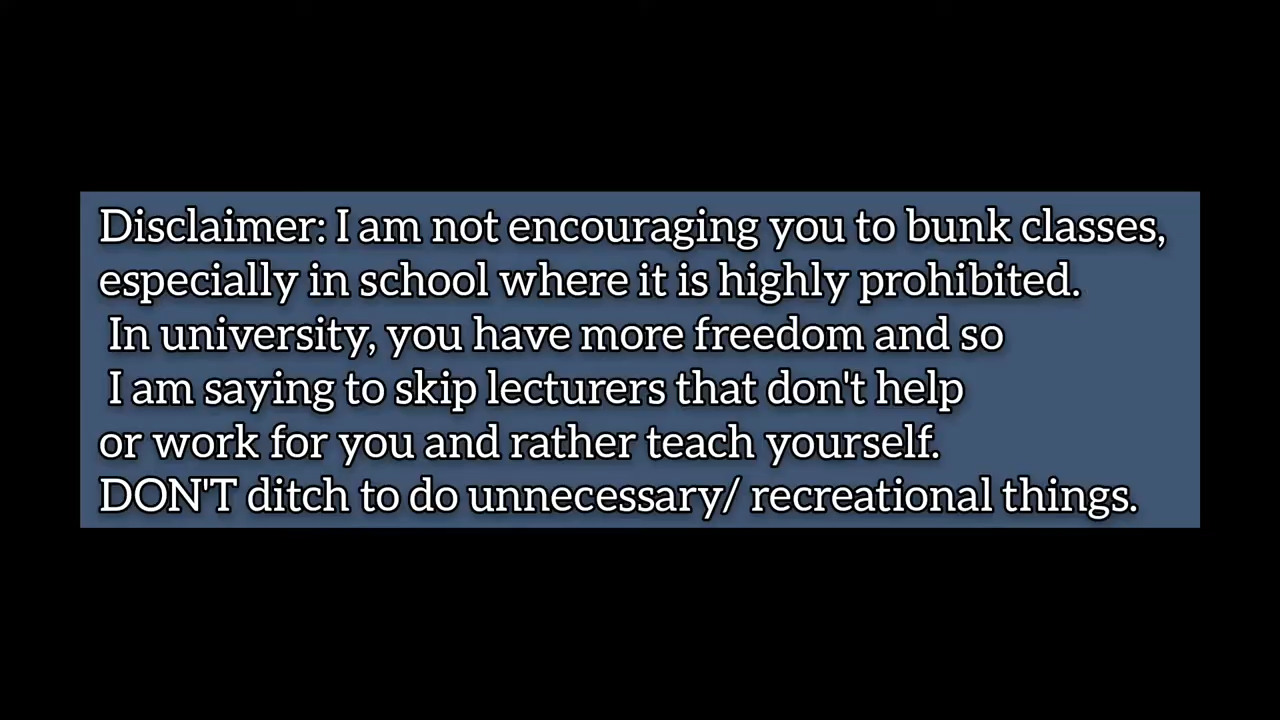 Disclaimer: I am not encouraging you to bunk classes,
especially in school where it is highly prohibited.
In university, you have more freedom and so
I am saying to skip lecturers that don't help
or work for you and rather teach yourself.
DON'T ditch to do unnecessary/ recreational things.